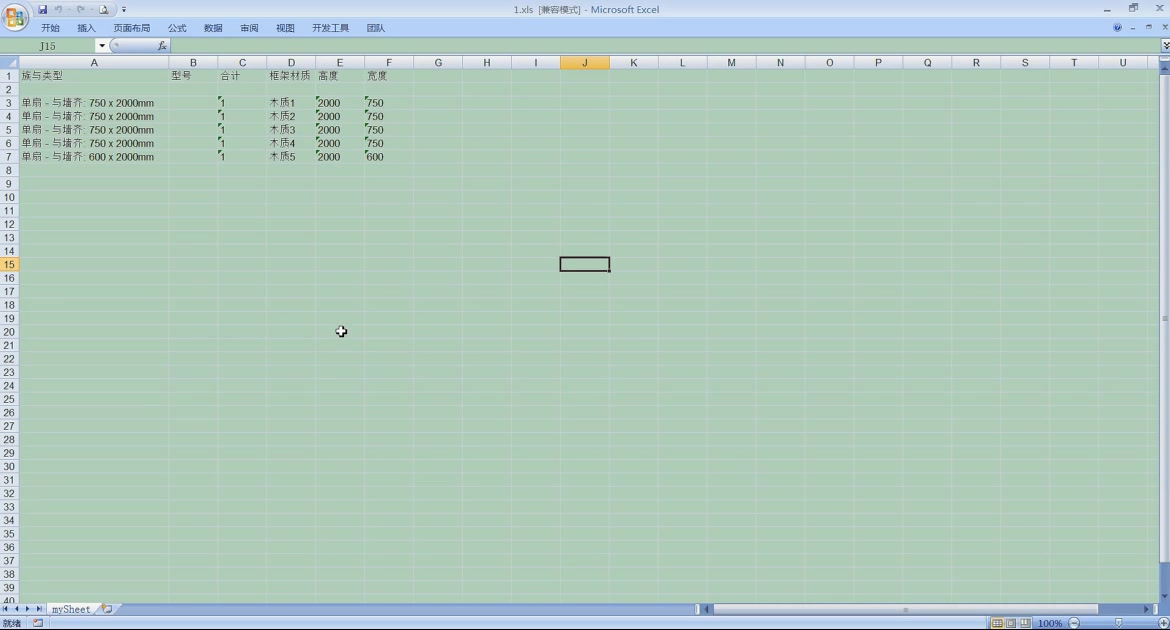 1.xls [兼容模式] - Microsoft Excel
开始 插入 页面布局 公式 数据 审阅 视图 开发工具 团队
J15 fx
A B C D E F G H I J K L M N O P Q R S T U
1 族与类型 型号 合计 框架材质 高度 宽度
2
3 单扇 - 与墙齐: 750 x 2000mm 1 木质1 2000 750
4 单扇 - 与墙齐: 750 x 2000mm 1 木质2 2000 750
5 单扇 - 与墙齐: 750 x 2000mm 1 木质3 2000 750
6 单扇 - 与墙齐: 750 x 2000mm 1 木质4 2000 750
7 单扇 - 与墙齐: 600 x 2000mm 1 木质5 2000 600
8
9
10
11
12
13
14
15
16
17
18
19
20
21
22
23
24
25
26
27
28
29
30
31
32
33
34
35
36
37
38
39
40
mySheet
就绪 100%